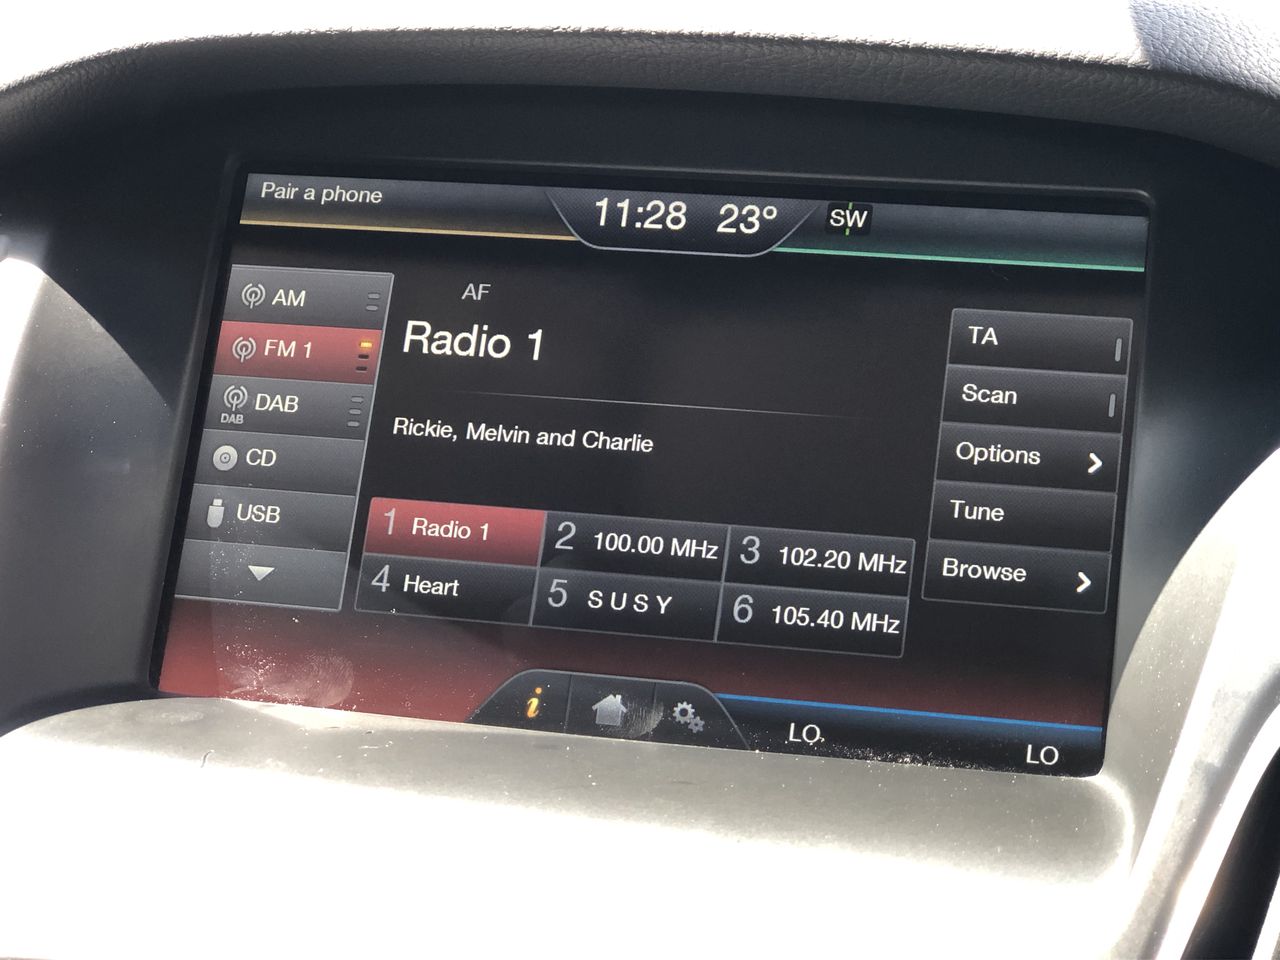 Pair a phone
11:28 23° SW
AM
FM 1
DAB
DAB
CD
USB
AF
Radio 1
Rickie, Melvin and Charlie
1 Radio 1
2 100.00 MHz
3 102.20 MHz
4 Heart
5 S U S Y
6 105.40 MHz
TA
Scan
Options
Tune
Browse
i
LO
LO